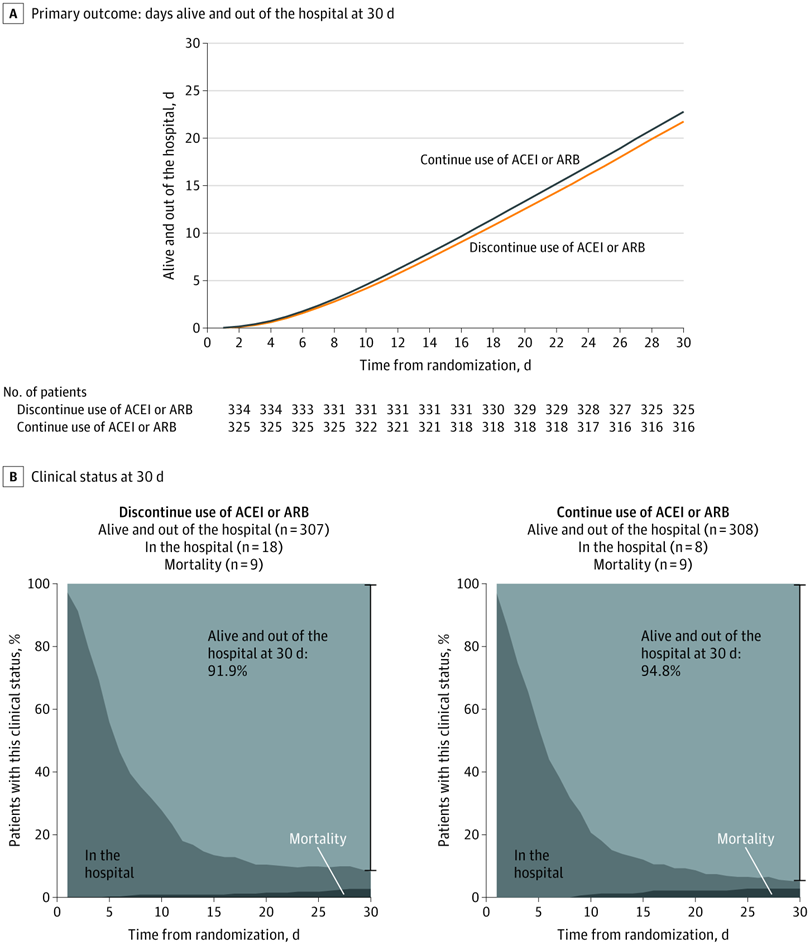 A Primary outcome: days alive and out of the hospital at 30 d
30
25
20
15
10
5
0
Alive and out of the hospital, d
Continue use of ACEI or ARB
Discontinue use of ACEI or ARB
0 2 4 6 8 10 12 14 16 18 20 22 24 26 28 30
Time from randomization, d
No. of patients
Discontinue use of ACEI or ARB 334 334 333 331 331 331 331 331 330 329 329 328 327 325 325
Continue use of ACEI or ARB 325 325 325 325 322 321 321 318 318 318 318 317 316 316 316
B Clinical status at 30 d
Discontinue use of ACEI or ARB
Alive and out of the hospital (n=307)
In the hospital (n=18)
Mortality (n=9)
100
80
60
40
20
0
Patients with this clinical status, %
Alive and out of the
hospital at 30 d:
91.9%
Mortality
In the
hospital
0 5 10 15 20 25 30
Time from randomization, d
Continue use of ACEI or ARB
Alive and out of the hospital (n=308)
In the hospital (n=8)
Mortality (n=9)
100
80
60
40
20
0
Patients with this clinical status, %
Alive and out of the
hospital at 30 d:
94.8%
Mortality
In the
hospital
0 5 10 15 20 25 30
Time from randomization, d